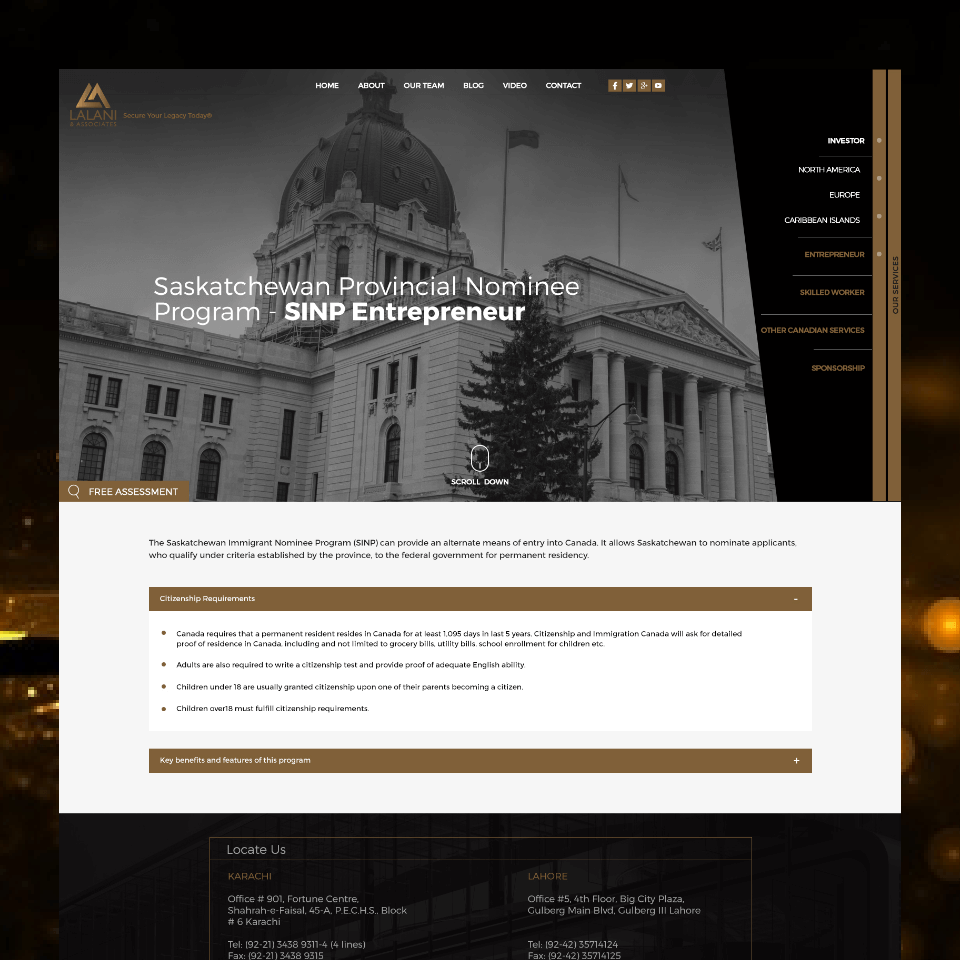 HOME ABOUT OUR TEAM BLOG VIDEO CONTACT
LALANI
& ASSOCIATES
Secure Your Legacy Today®
INVESTOR
NORTH AMERICA
EUROPE
CARIBBEAN ISLANDS
ENTREPRENEUR
SKILLED WORKER
OTHER CANADIAN SERVICES
SPONSORSHIP
OUR SERVICES
Saskatchewan Provincial Nominee
Program - SINP Entrepreneur
SCROLL DOWN
FREE ASSESSMENT
The Saskatchewan Immigrant Nominee Program (SINP) can provide an alternate means of entry into Canada. It allows Saskatchewan to nominate applicants,
who qualify under criteria established by the province, to the federal government for permanent residency.
Citizenship Requirements -
Canada requires that a permanent resident resides in Canada for at least 1,095 days in last 5 years. Citizenship and Immigration Canada will ask for detailed
proof of residence in Canada, including and not limited to grocery bills, utility bills, school enrollment for children etc.
Adults are also required to write a citizenship test and provide proof of adequate English ability.
Children under 18 are usually granted citizenship upon one of their parents becoming a citizen.
Children over18 must fulfill citizenship requirements.
Key benefits and features of this program +
Locate Us
KARACHI
Office # 901, Fortune Centre,
Shahrah-e-Faisal, 45-A, P.E.C.H.S., Block
# 6 Karachi
Tel: (92-21) 3438 9311-4 (4 lines)
Fax: (92-21) 3438 9315
LAHORE
Office #5, 4th Floor, Big City Plaza,
Gulberg Main Blvd, Gulberg III Lahore
Tel: (92-42) 35714124
Fax: (92-42) 35714125